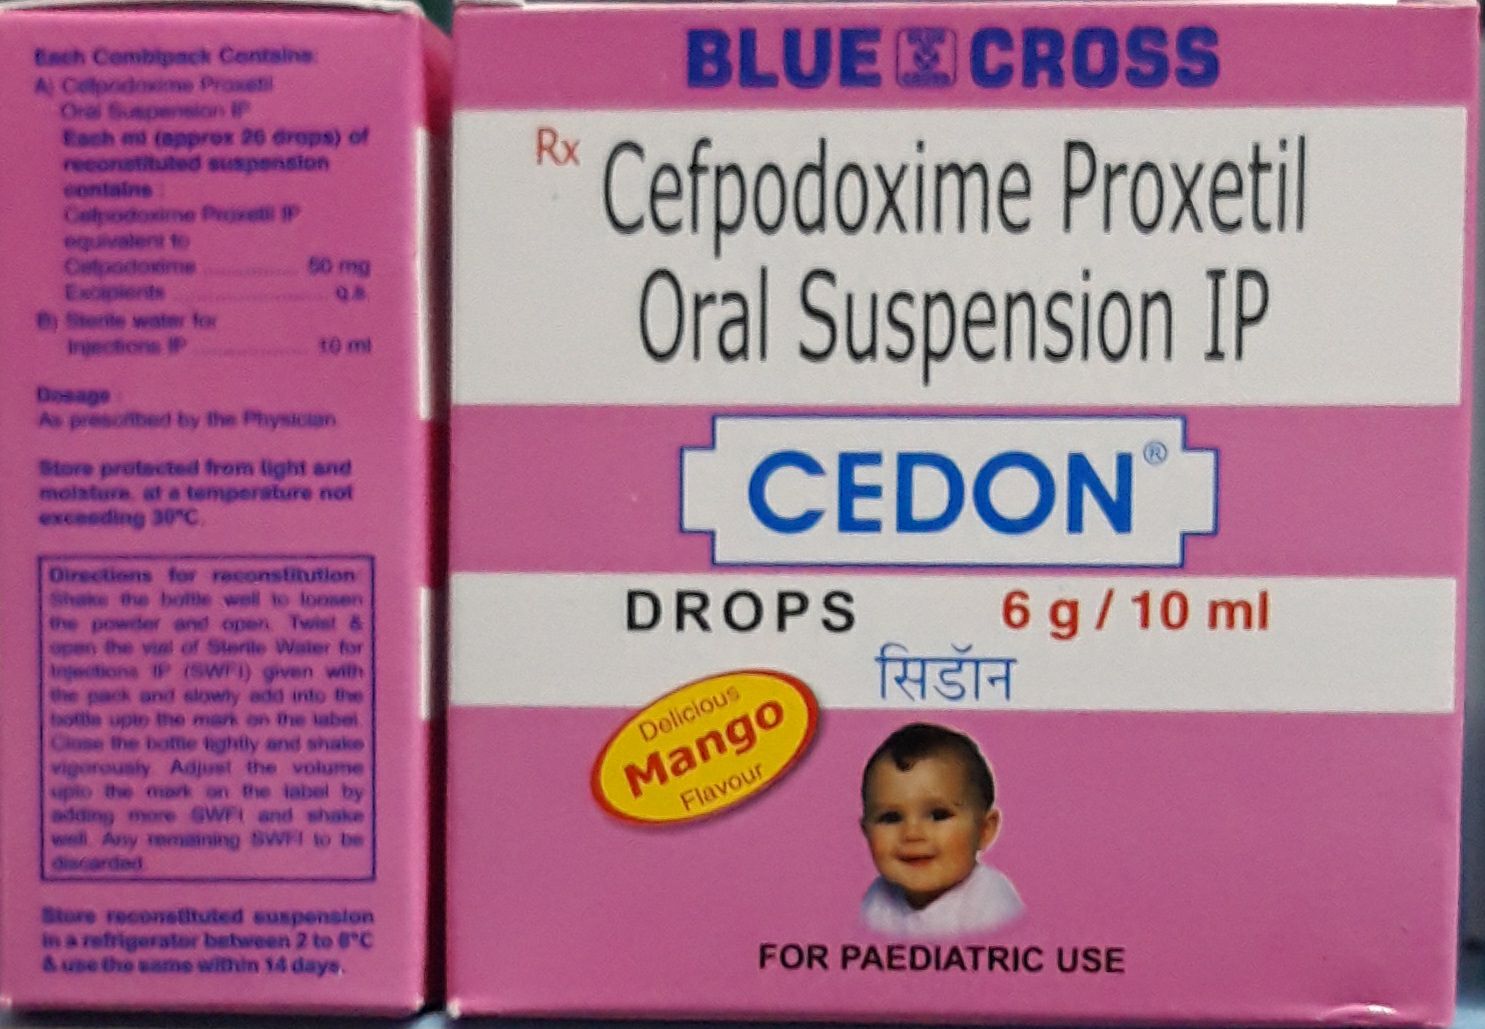 Each Combipack Contains:
A) Cefpodoxime Proxetil
Oral Suspension IP
Each ml (approx 26 drops) of
reconstituted suspension
contains :
Cefpodoxime Proxetil IP
equivalent to
Cefpodoxime .............. 50 mg
Excipients ....................... q.s.
B) Sterile water for
Injections IP ................. 10 ml
Dosage :
As prescribed by the Physician.
Store protected from light and
moisture, at a temperature not
exceeding 30°C.
Directions for reconstitution:
Shake the bottle well to loosen
the powder and open. Twist &
open the vial of Sterile Water for
Injections IP (SWFI) given with
the pack and slowly add into the
bottle upto the mark on the label.
Close the bottle tightly and shake
vigorously. Adjust the volume
upto the mark on the label by
adding more SWFI and shake
well. Any remaining SWFI to be
discarded.
Store reconstituted suspension
in a refrigerator between 2 to 8°C
& use the same within 14 days.
BLUE BLUE CROSS CROSS
Rx Cefpodoxime Proxetil
Oral Suspension IP
CEDON®
DROPS 6 g / 10 ml
सिडॉन
Delicious
Mango
Flavour
FOR PAEDIATRIC USE